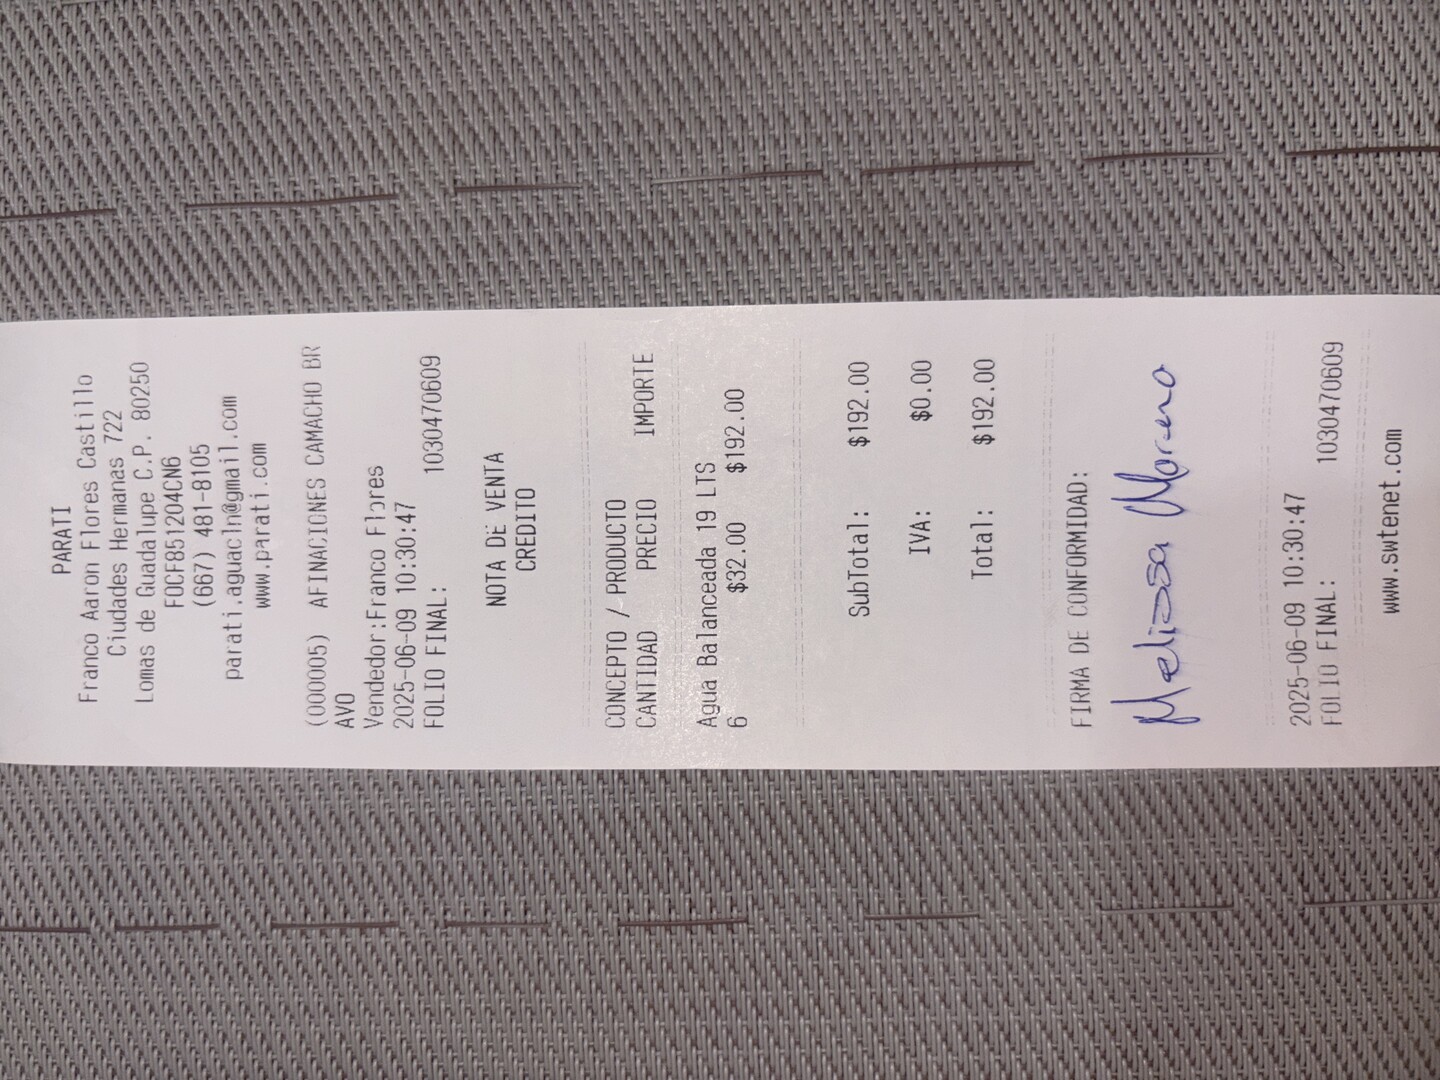 PARATI
Franco Aaron Flores Castillo
Ciudades Hermanas 722
Lomas de Guadalupe C.P. 80250
FOCF851204CN6
(667) 481-8105
parati.aguacln@gmail.com
www.parati.com
(000005) AFINACIONES CAMACHO BR
AVO
Vendedor:Franco Flores
2025-06-09 10:30:47
FOLIO FINAL: 1030470609
NOTA DE VENTA
CREDITO
CONCEPTO / PRODUCTO
CANTIDAD PRECIO IMPORTE
Agua Balanceada 19 LTS
6 $32.00 $192.00
SubTotal: $192.00
IVA: $0.00
Total: $192.00
FIRMA DE CONFORMIDAD:
Melissa Moreno
2025-06-09 10:30:47
FOLIO FINAL: 1030470609
www.swtenet.com